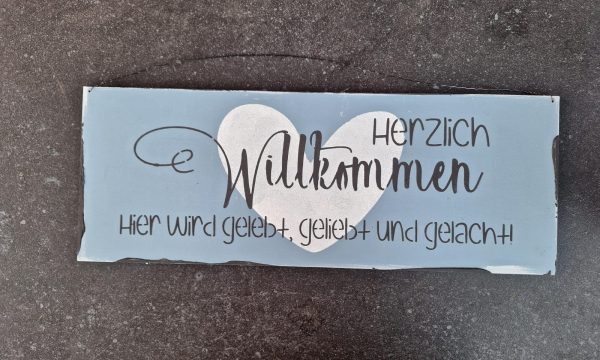 Herzlich
Willkommen
Hier wird gelebt, geliebt und gelacht!